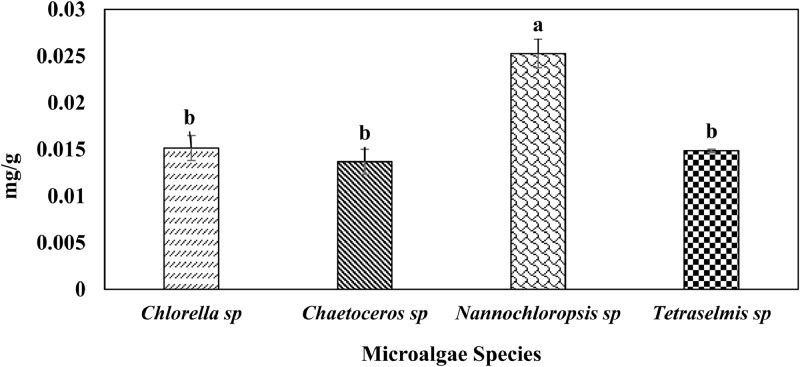 0.03
0.025
0.02
0.015
0.01
0.005
0
mg/g
b
b
a
b
Chlorella sp
Chaetoceros sp
Nannochloropsis sp
Tetraselmis sp
Microalgae Species